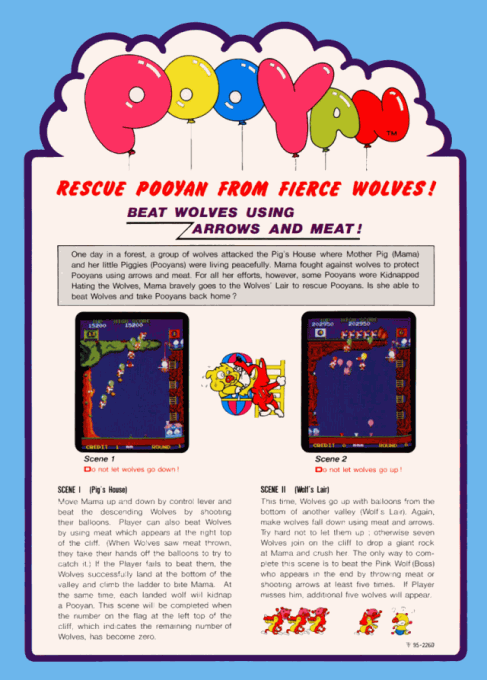 POOYAN
TM
RESCUE POOYAN FROM FIERCE WOLVES!
BEAT WOLVES USING
ARROWS AND MEAT!
One day in a forest, a group of wolves attacked the Pig's House where Mother Pig (Mama)
and her little Piggies (Pooyans) were living peacefully. Mama fought against wolves to protect
Pooyans using arrows and meat. For all her efforts, however, some Pooyans were Kidnapped
Hating the Wolves, Mama bravely goes to the Wolves' Lair to rescue Pooyans. Is she able to
beat Wolves and take Pooyans back home ?
15200 15200
CREDIT ROUND
202950 202950
CREDIT ROUND
Scene 1
Do not let wolves go down !
Scene 2
Do not let wolves go up !
SCENE I (Pig's House)
Move Mama up and down by control lever and
beat the descending Wolves by shooting
their balloons. Player can also beat Wolves
by using meat which appears at the right top
of the cliff. (When Wolves saw meat thrown,
they take their hands off the balloons to try to
catch it.) If the Player fails to beat them, the
Wolves successfully land at the bottom of the
valley and climb the ladder to bite Mama. At
the same time, each landed wolf will kidnap
a Pooyan. This scene will be completed when
the number on the flag at the left top of the
cliff, which indicates the remaining number of
Wolves, has become zero.
SCENE II (Wolf's Lair)
This time, Wolves go up with balloons from the
bottom of another valley (Wolf's Lair). Again,
make wolves fall down using meat and arrows.
Try hard not to let them up ; otherwise seven
Wolves join on the cliff to drop a giant rock
at Mama and crush her. The only way to com-
plete this scene is to beat the Pink Wolf (Boss)
who appears in the end by throwing meat or
shooting arrows at least five times. If Player
misses him, additional five wolves will appear.
95-2260